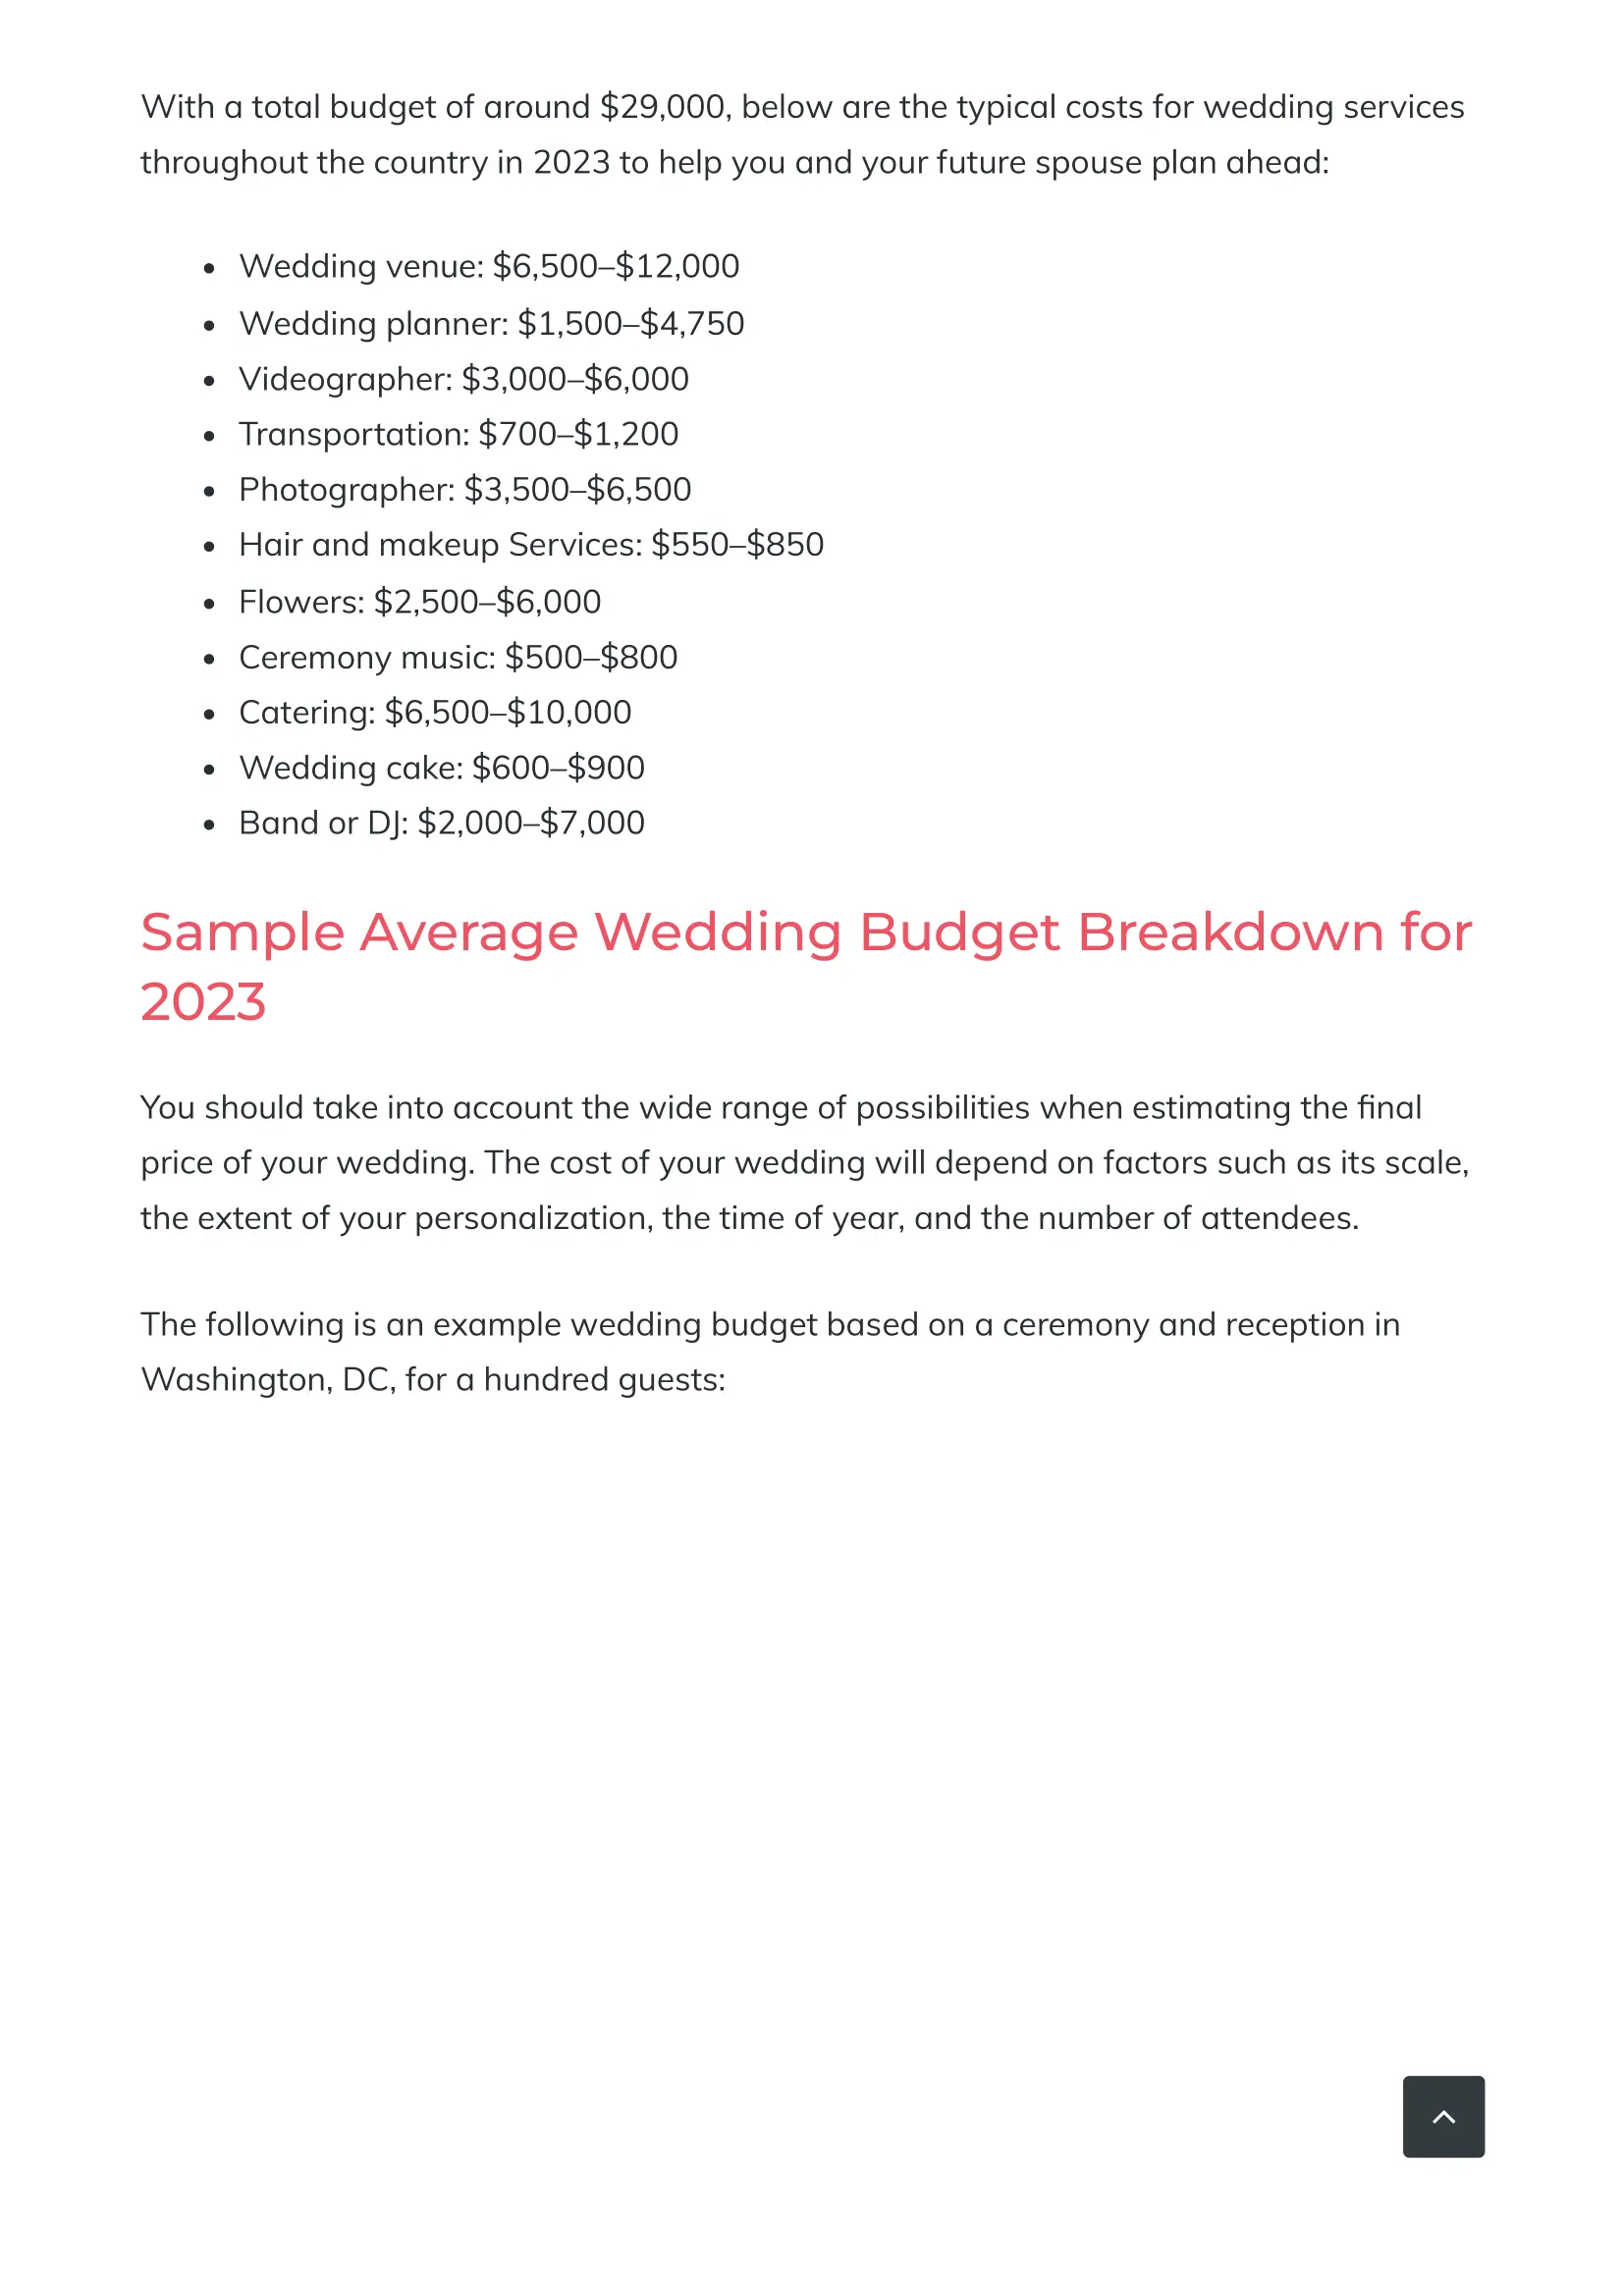 With a total budget of around $29,000, below are the typical costs for wedding services
throughout the country in 2023 to help you and your future spouse plan ahead:
• Wedding venue: $6,500–$12,000
• Wedding planner: $1,500–$4,750
• Videographer: $3,000–$6,000
• Transportation: $700–$1,200
• Photographer: $3,500–$6,500
• Hair and makeup Services: $550–$850
• Flowers: $2,500–$6,000
• Ceremony music: $500–$800
• Catering: $6,500–$10,000
• Wedding cake: $600–$900
• Band or DJ: $2,000–$7,000
Sample Average Wedding Budget Breakdown for
2023
You should take into account the wide range of possibilities when estimating the final
price of your wedding. The cost of your wedding will depend on factors such as its scale,
the extent of your personalization, the time of year, and the number of attendees.
The following is an example wedding budget based on a ceremony and reception in
Washington, DC, for a hundred guests: